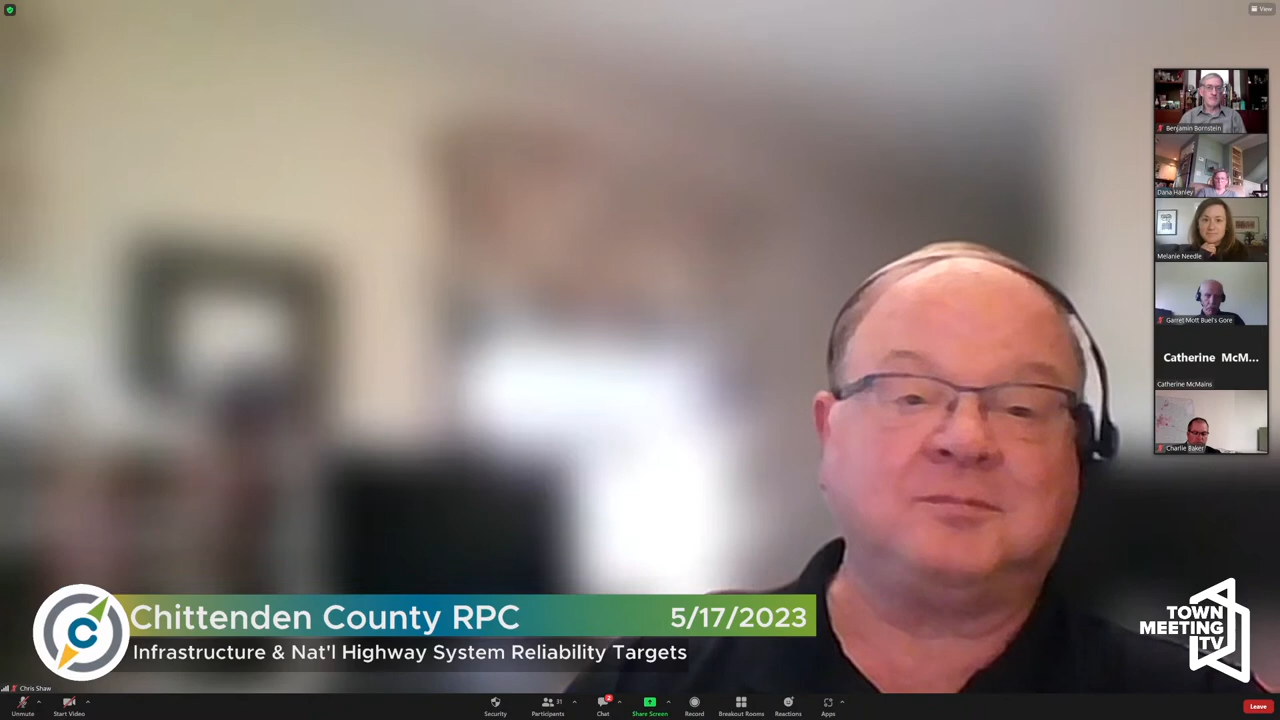 View
Benjamin Bornstein
Dana Hanley
Melanie Needle
Garret Mott Buel's Gore
Catherine McM...
Catherine McMains
Charlie Baker
C
Chittenden County RPC
5/17/2023
Infrastructure & Nat'l Highway System Reliability Targets
TOWN
MEETING
TV
Chris Shaw
Unmute
Start Video
Security
Participants
31
Chat
2
Share Screen
Record
Breakout Rooms
Reactions
Apps
Leave